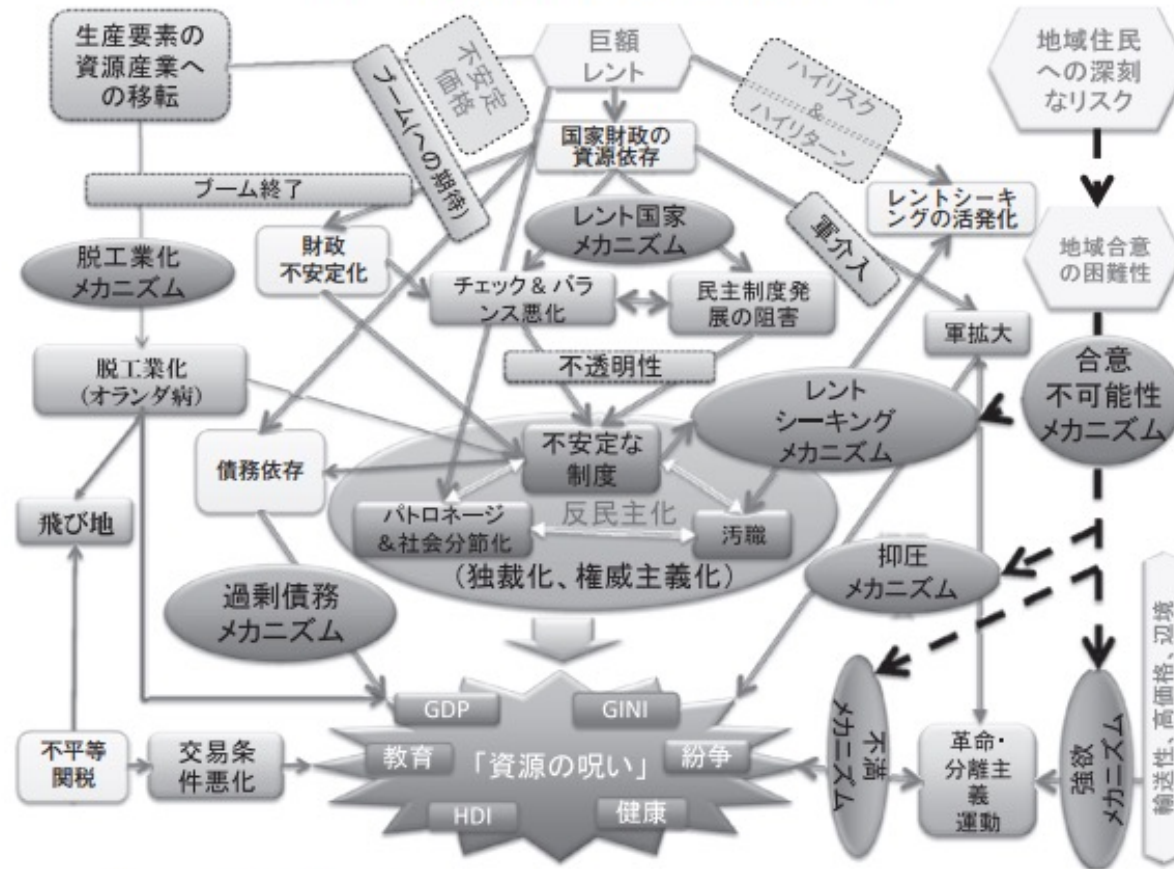 生産要素の
資源産業へ
の移転
不安定
価格
ブーム(への期待)
巨額
レント
ハイリスク
&
ハイリターン
地域住民
への深刻
なリスク
国家財政の
資源依存
ブーム終了
レント国家
メカニズム
軍介入
レントシーキ
ングの活発化
脱工業化
メカニズム
財政
不安定化
チェック&バラ
ンス悪化
民主制度発
展の阻害
地域合意
の困難性
軍拡大
脱工業化
(オランダ病)
不透明性
レント
シーキング
メカニズム
合意
不可能性
メカニズム
債務依存
不安定な
制度
飛び地
パトロネージ
&社会分節化
反民主化
汚職
(独裁化、権威主義化)
抑圧
メカニズム
過剰債務
メカニズム
輸送性、高価格、辺境
GDP
GINI
不平等
関税
交易条
件悪化
教育
「資源の呪い」
紛争
不満
メカニズム
革命・
分離主
義
運動
強欲
メカニズム
HDI
健康